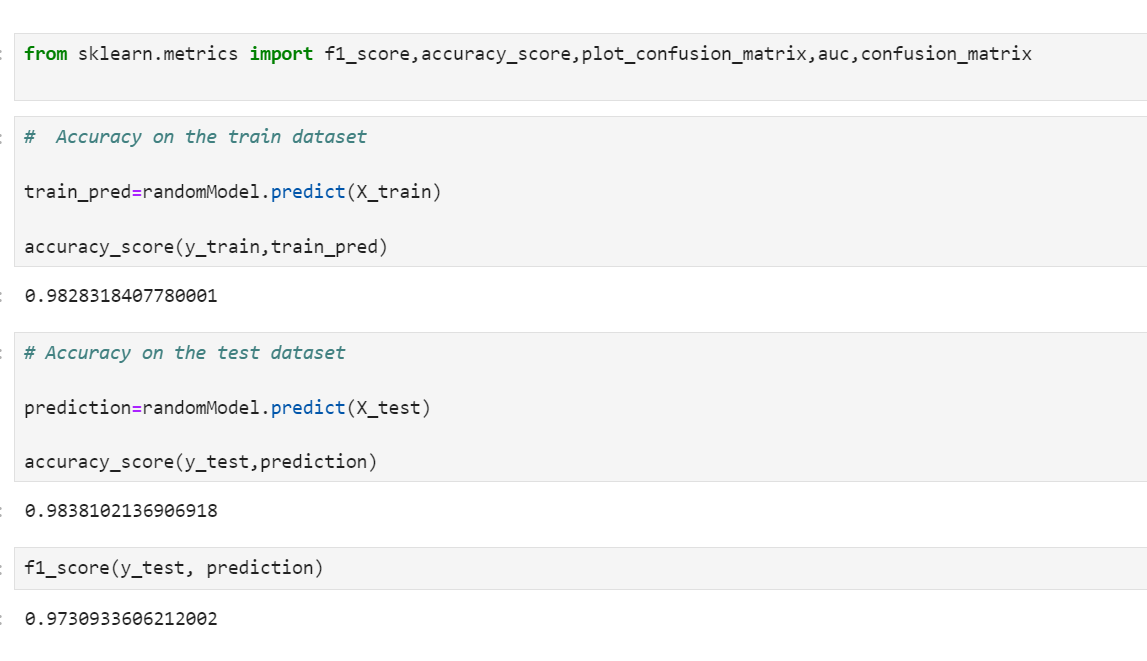 from sklearn.metrics import f1_score,accuracy_score,plot_confusion_matrix,auc,confusion_matrix
#  Accuracy on the train dataset
train_pred=randomModel.predict(X_train)
accuracy_score(y_train,train_pred)
0.9828318407780001
# Accuracy on the test dataset
prediction=randomModel.predict(X_test)
accuracy_score(y_test,prediction)
0.9838102136906918
f1_score(y_test, prediction)
0.9730933606212002